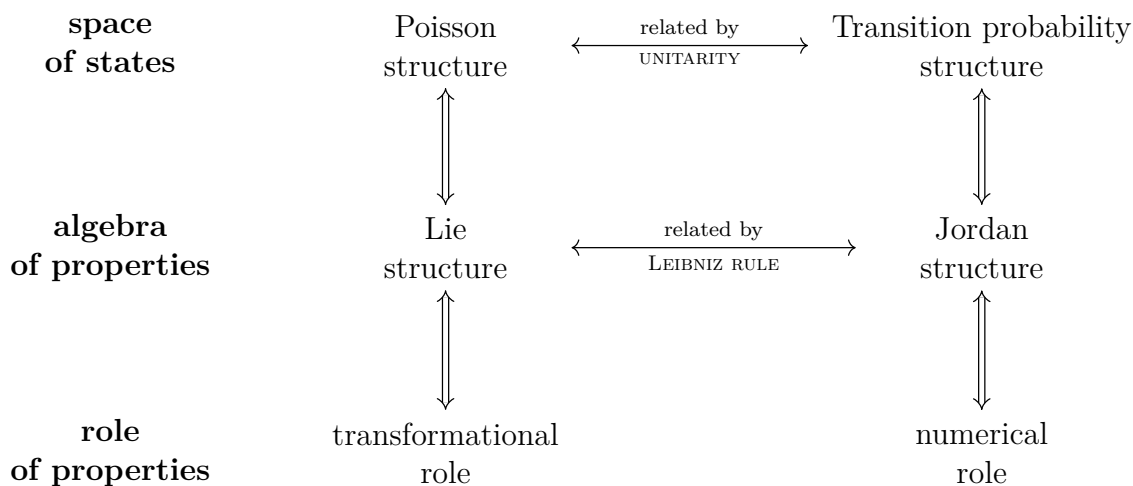 space
of states
Poisson
structure
related by
UNITARITY
Transition probability
structure
algebra
of properties
Lie
structure
related by
LEIBNIZ RULE
Jordan
structure
role
of properties
transformational
role
numerical
role